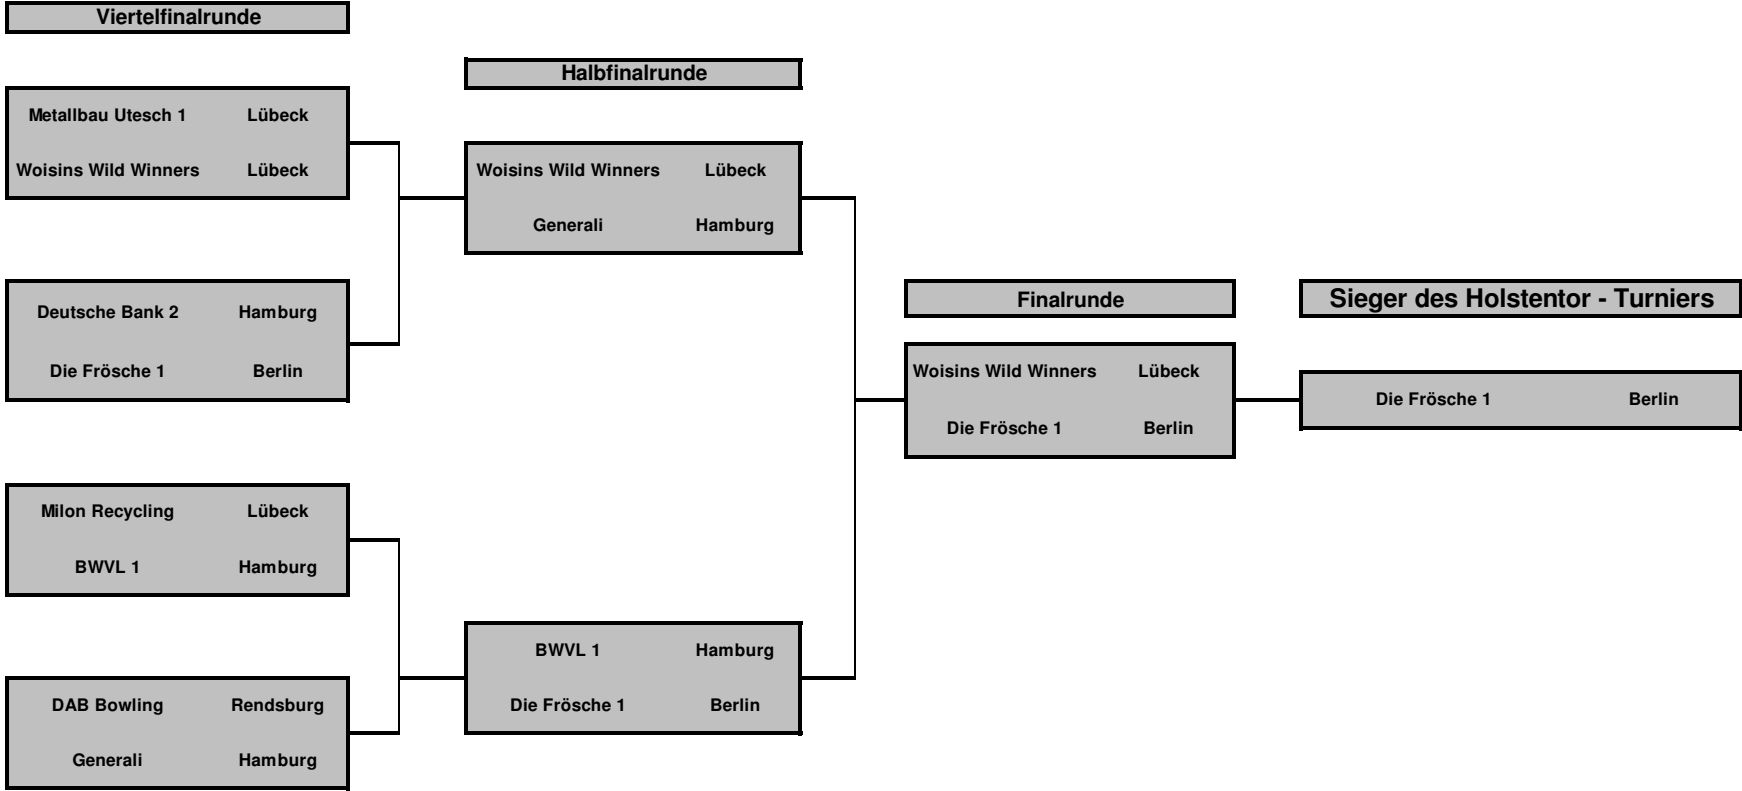 Viertelfinalrunde
Halbfinalrunde
Metallbau Utesch 1 Lübeck
Woisins Wild Winners Lübeck
Woisins Wild Winners Lübeck
Generali Hamburg
Deutsche Bank 2 Hamburg
Die Frösche 1 Berlin
Finalrunde
Sieger des Holstentor - Turniers
Woisins Wild Winners Lübeck
Die Frösche 1 Berlin
Die Frösche 1 Berlin
Milon Recycling Lübeck
BWVL 1 Hamburg
BWVL 1 Hamburg
Die Frösche 1 Berlin
DAB Bowling Rendsburg
Generali Hamburg